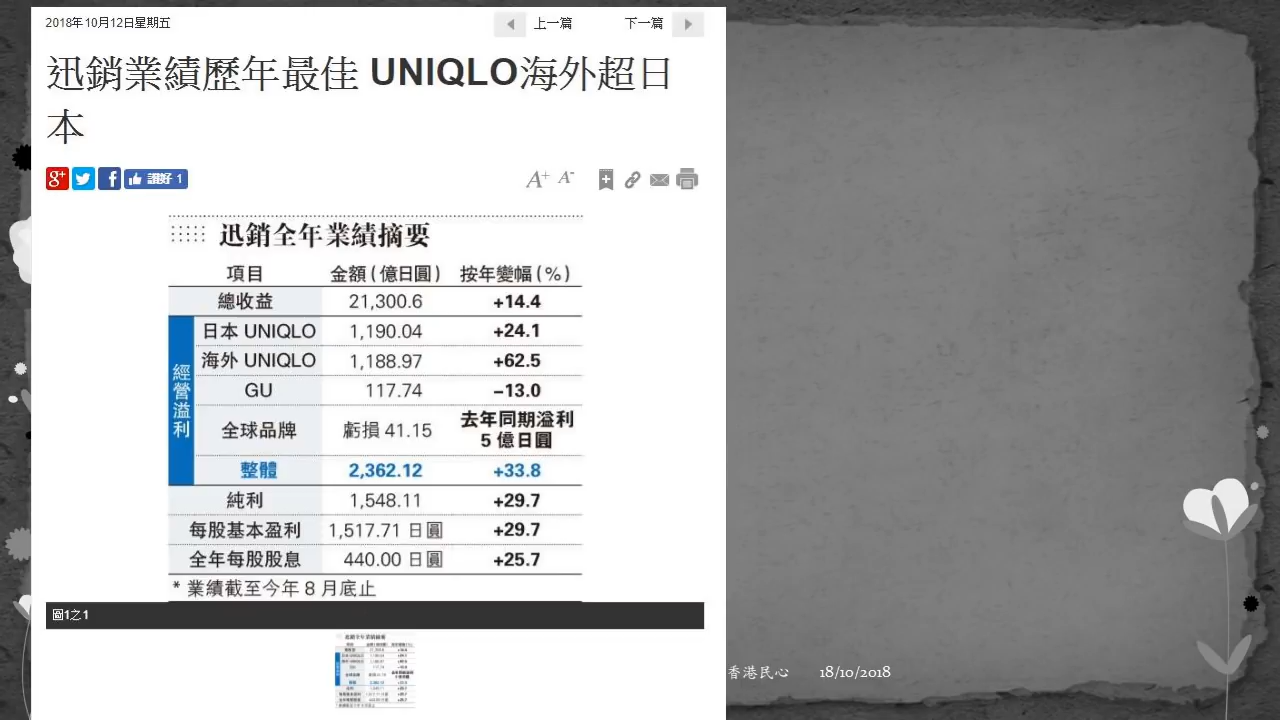 2018年10月12日星期五
上一篇 下一篇
迅銷業績歷年最佳 UNIQLO海外超日
本
g+ f 讚好 1 A+ A-
迅銷全年業績摘要
項目 金額(億日圓) 按年變幅(%)
總收益 21,300.6 +14.4
經營溢利
日本 UNIQLO 1,190.04 +24.1
海外 UNIQLO 1,188.97 +62.5
GU 117.74 −13.0
全球品牌 虧損 41.15 去年同期溢利
5 億日圓
整體 2,362.12 +33.8
純利 1,548.11 +29.7
每股基本盈利 1,517.71 日圓 +29.7
全年每股股息 440.00 日圓 +25.7
* 業績截至今年 8 月底止
圖1之1
香港民心 18/10/2018